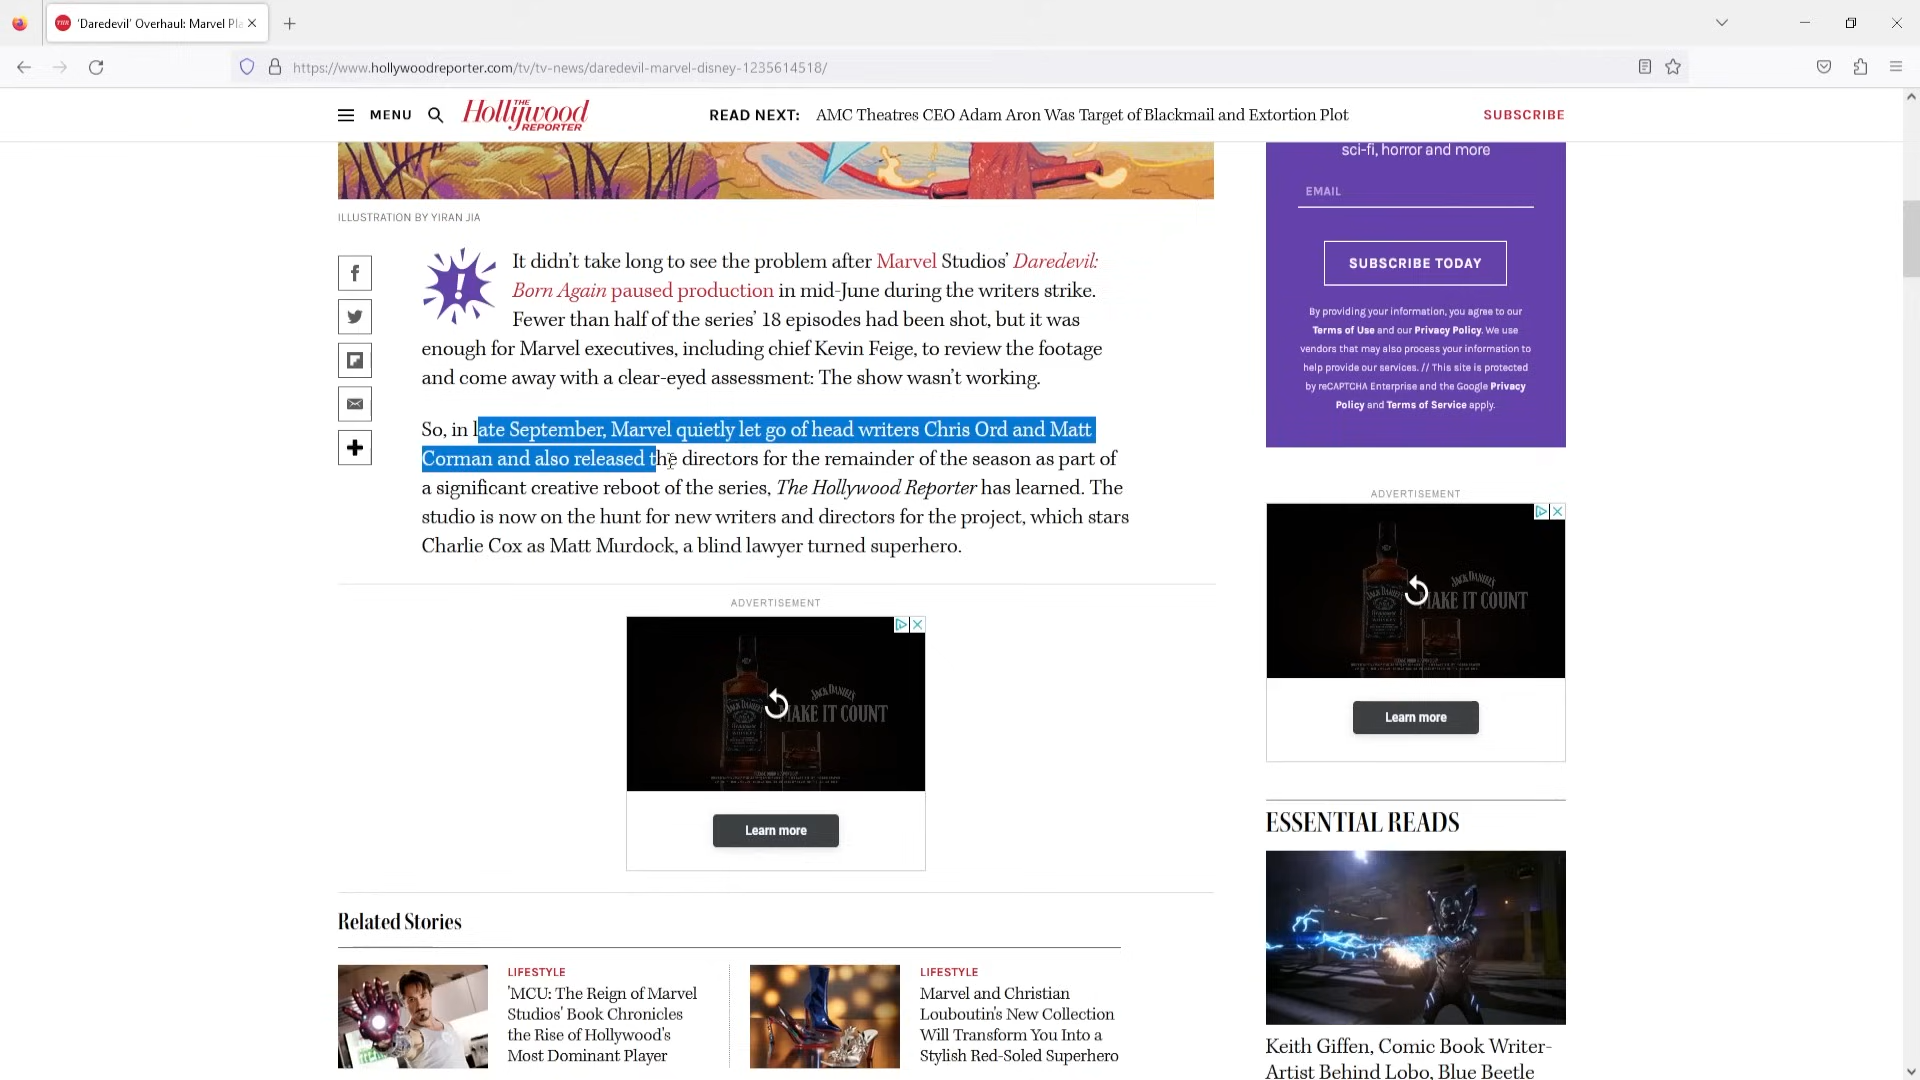 'Daredevil' Overhaul: Marvel Pl
https://www.hollywoodreporter.com/tv/tv-news/daredevil-marvel-disney-1235614518/
MENU
THE
Hollywood
REPORTER
READ NEXT: AMC Theatres CEO Adam Aron Was Target of Blackmail and Extortion Plot
SUBSCRIBE
ILLUSTRATION BY YIRAN JIA
It didn't take long to see the problem after Marvel Studios' Daredevil:
Born Again paused production in mid-June during the writers strike.
Fewer than half of the series' 18 episodes had been shot, but it was
enough for Marvel executives, including chief Kevin Feige, to review the footage
and come away with a clear-eyed assessment: The show wasn't working.
So, in late September, Marvel quietly let go of head writers Chris Ord and Matt
Corman and also released the directors for the remainder of the season as part of
a significant creative reboot of the series, The Hollywood Reporter has learned. The
studio is now on the hunt for new writers and directors for the project, which stars
Charlie Cox as Matt Murdock, a blind lawyer turned superhero.
ADVERTISEMENT
JACK DANIEL'S
MAKE IT COUNT
Learn more
Related Stories
LIFESTYLE
'MCU: The Reign of Marvel
Studios' Book Chronicles
the Rise of Hollywood's
Most Dominant Player
LIFESTYLE
Marvel and Christian
Louboutin's New Collection
Will Transform You Into a
Stylish Red-Soled Superhero
sci-fi, horror and more
EMAIL
SUBSCRIBE TODAY
By providing your information, you agree to our
Terms of Use and our Privacy Policy. We use
vendors that may also process your information to
help provide our services. // This site is protected
by reCAPTCHA Enterprise and the Google Privacy
Policy and Terms of Service apply.
ADVERTISEMENT
JACK DANIEL'S
MAKE IT COUNT
Learn more
ESSENTIAL READS
Keith Giffen, Comic Book Writer-
Artist Behind Lobo, Blue Beetle